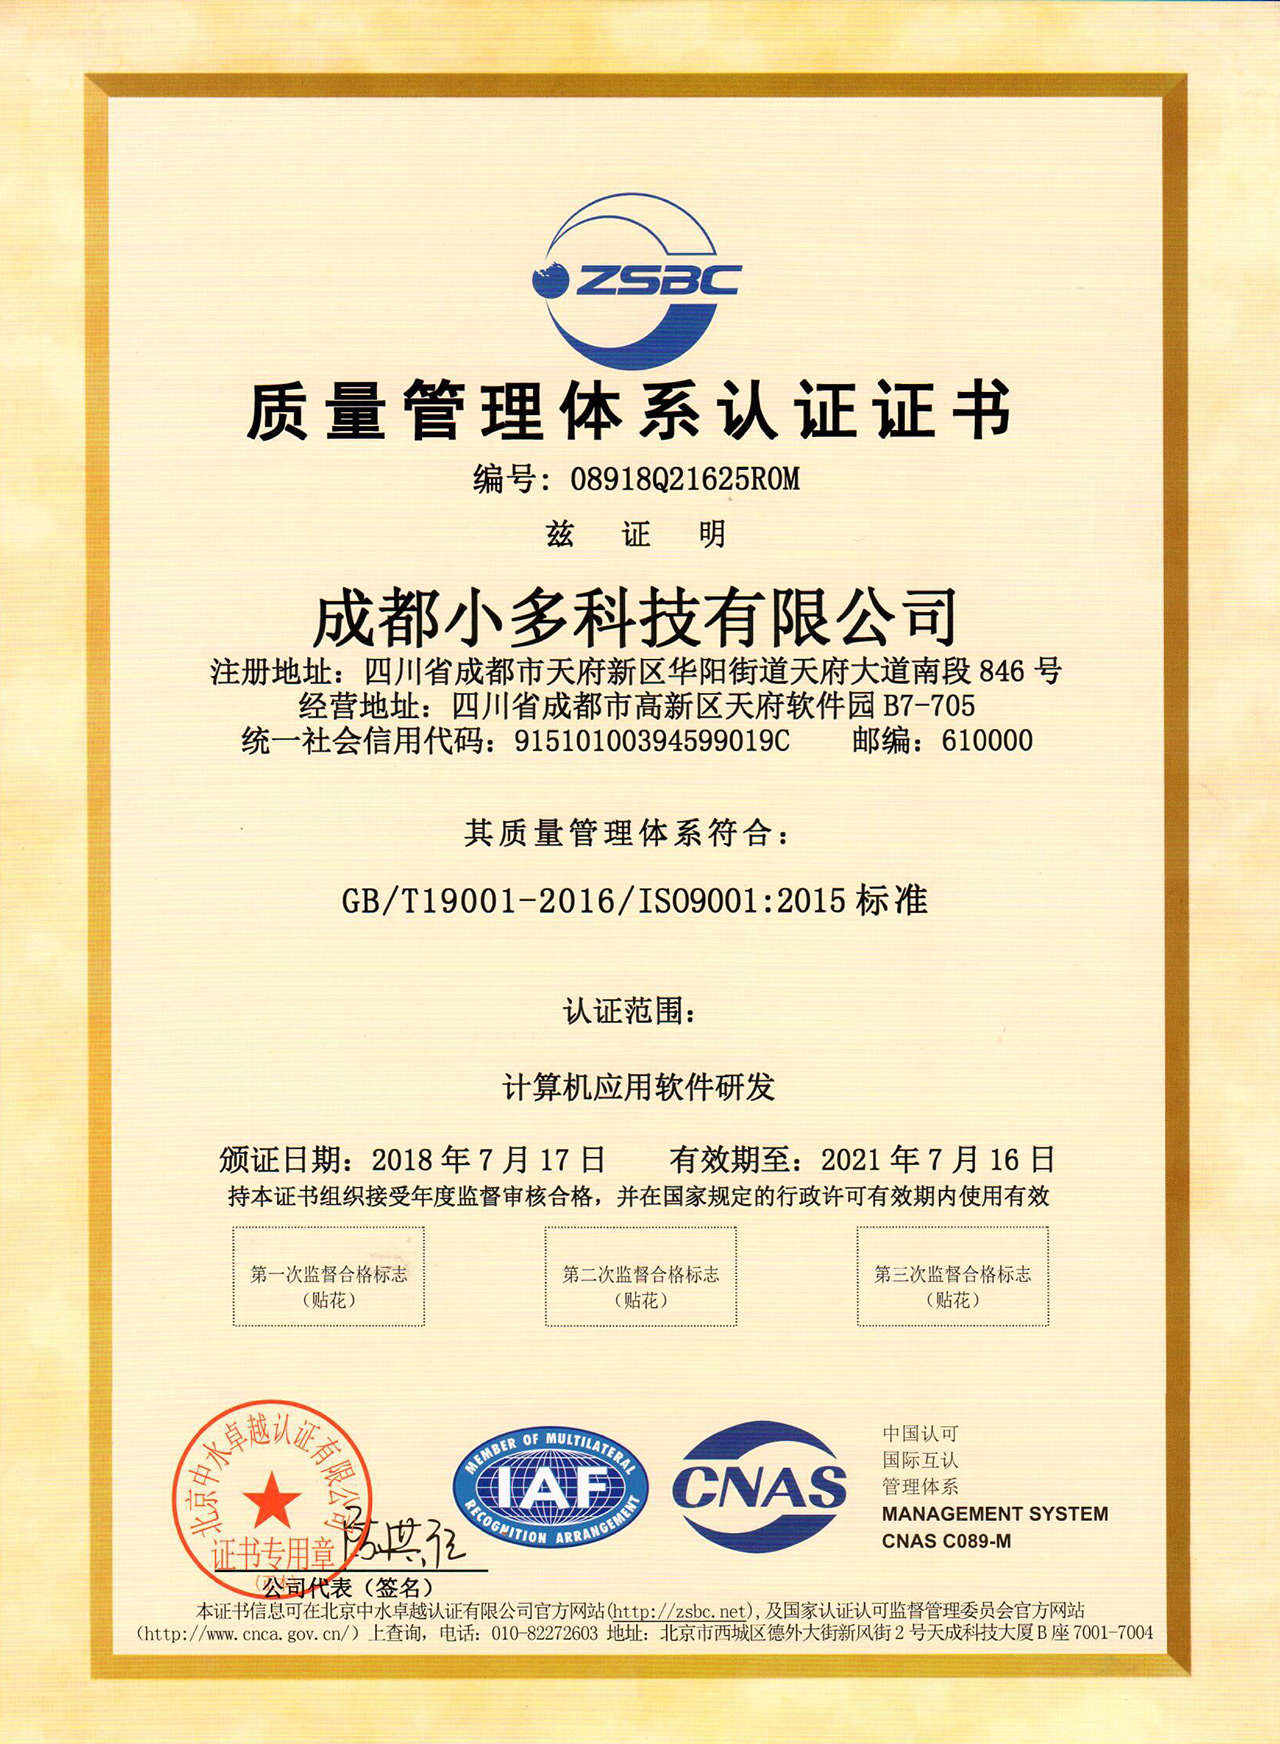 ZSBC
质量管理体系认证证书
编号：08918Q21625R0M
兹 证 明
成都小多科技有限公司
注册地址：四川省成都市天府新区华阳街道天府大道南段 846 号
经营地址：四川省成都市高新区天府软件园 B7-705
统一社会信用代码：91510100394599019C 邮编：610000
其质量管理体系符合：
GB/T19001-2016/ISO9001:2015 标准
认证范围：
计算机应用软件研发
颁证日期：2018 年 7 月 17 日 有效期至：2021 年 7 月 16 日
持本证书组织接受年度监督审核合格，并在国家规定的行政许可有效期内使用有效
第一次监督合格标志
（贴花）
第二次监督合格标志
（贴花）
第三次监督合格标志
（贴花）
北京中水卓越认证有限公司
证书专用章
公司代表（签名）
MEMBER OF MULTILATERAL
IAF
RECOGNITION ARRANGEMENT
CNAS
中国认可
国际互认
管理体系
MANAGEMENT SYSTEM
CNAS C089-M
本证书信息可在北京中水卓越认证有限公司官方网站(http://zsbc.net),及国家认证认可监督管理委员会官方网站
（http://www.cnca.gov.cn/）上查询，电话：010-82272603 地址：北京市西城区德外大街新风街 2 号天成科技大厦 B 座 7001-7004